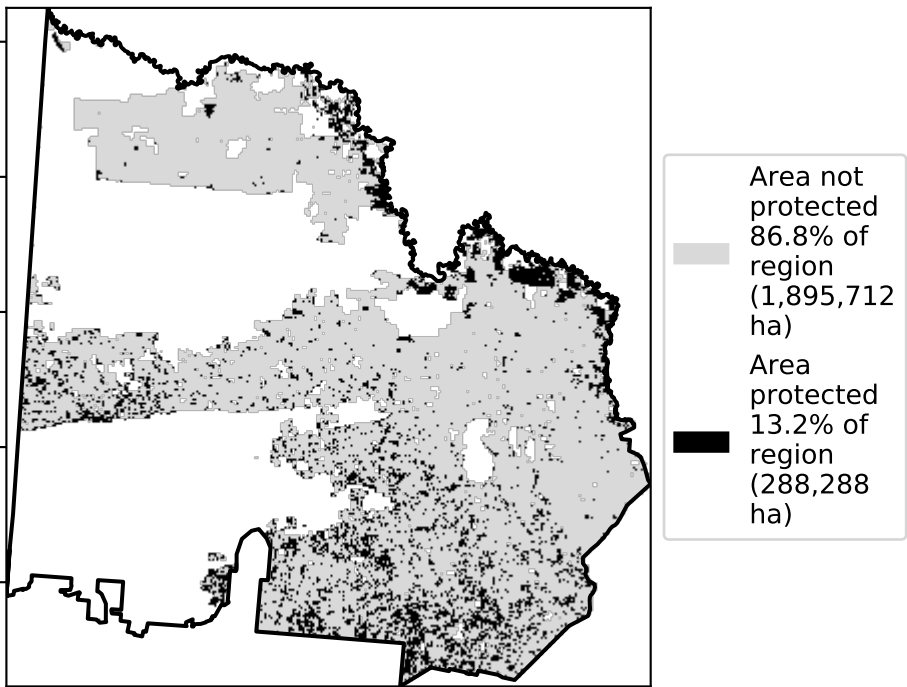 Area not
protected
86.8% of
region
(1,895,712
ha)
Area
protected
13.2% of
region
(288,288
ha)